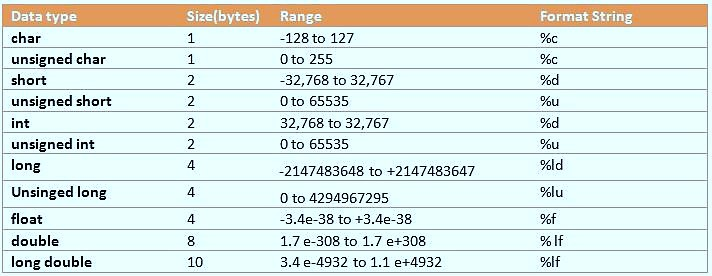 Data type Size(bytes) Range Format String
char 1 -128 to 127 %c
unsigned char 1 0 to 255 %c
short 2 -32,768 to 32,767 %d
unsigned short 2 0 to 65535 %u
int 2 32,768 to 32,767 %d
unsigned int 2 0 to 65535 %u
long 4 -2147483648 to +2147483647 %ld
Unsinged long 4 0 to 4294967295 %lu
float 4 -3.4e-38 to +3.4e-38 %f
double 8 1.7 e-308 to 1.7 e+308 % lf
long double 10 3.4 e-4932 to 1.1 e+4932 %lf